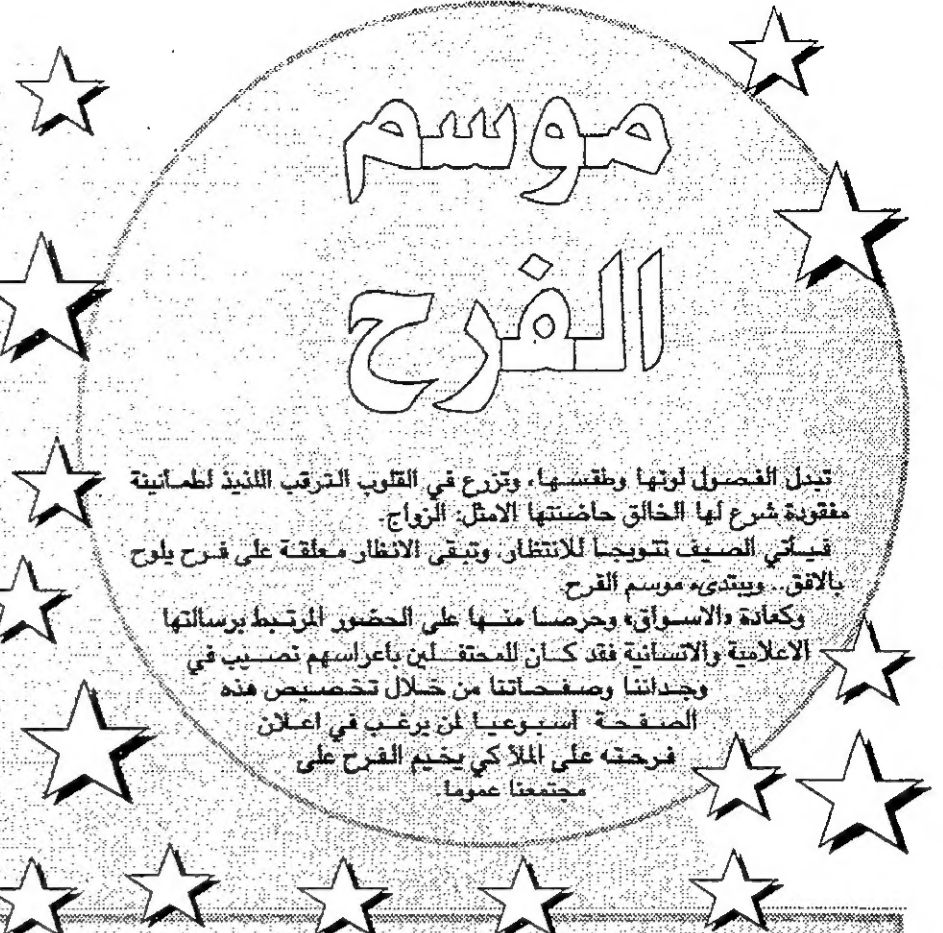 موسم
الفرح
تبدل الفصول لونها وطقسها، وتزرع في القلوب الترقب اللذيذ لطمأنينة
مفقودة شرع لها الخالق حاضنتها الامثل: الزواج.
فيأتي الصيف تتويجا للانتظار، وتبقى الانظار معلقة على فرح يلوح
بالافق.. ويبتدىء موسم الفرح.
وكعادة «الاسواق» وحرصا منها على الحضور المرتبط برسالتها
الاعلامية والانسانية فقد كان للمحتفلين باعراسهم نصيب في
وجداننا وصفحاتنا من خلال تخصيص هذه
الصفحة اسبوعيا لمن يرغب في اعلان
فرحته على الملأ كي يخيم الفرح على
مجتمعنا عموما.